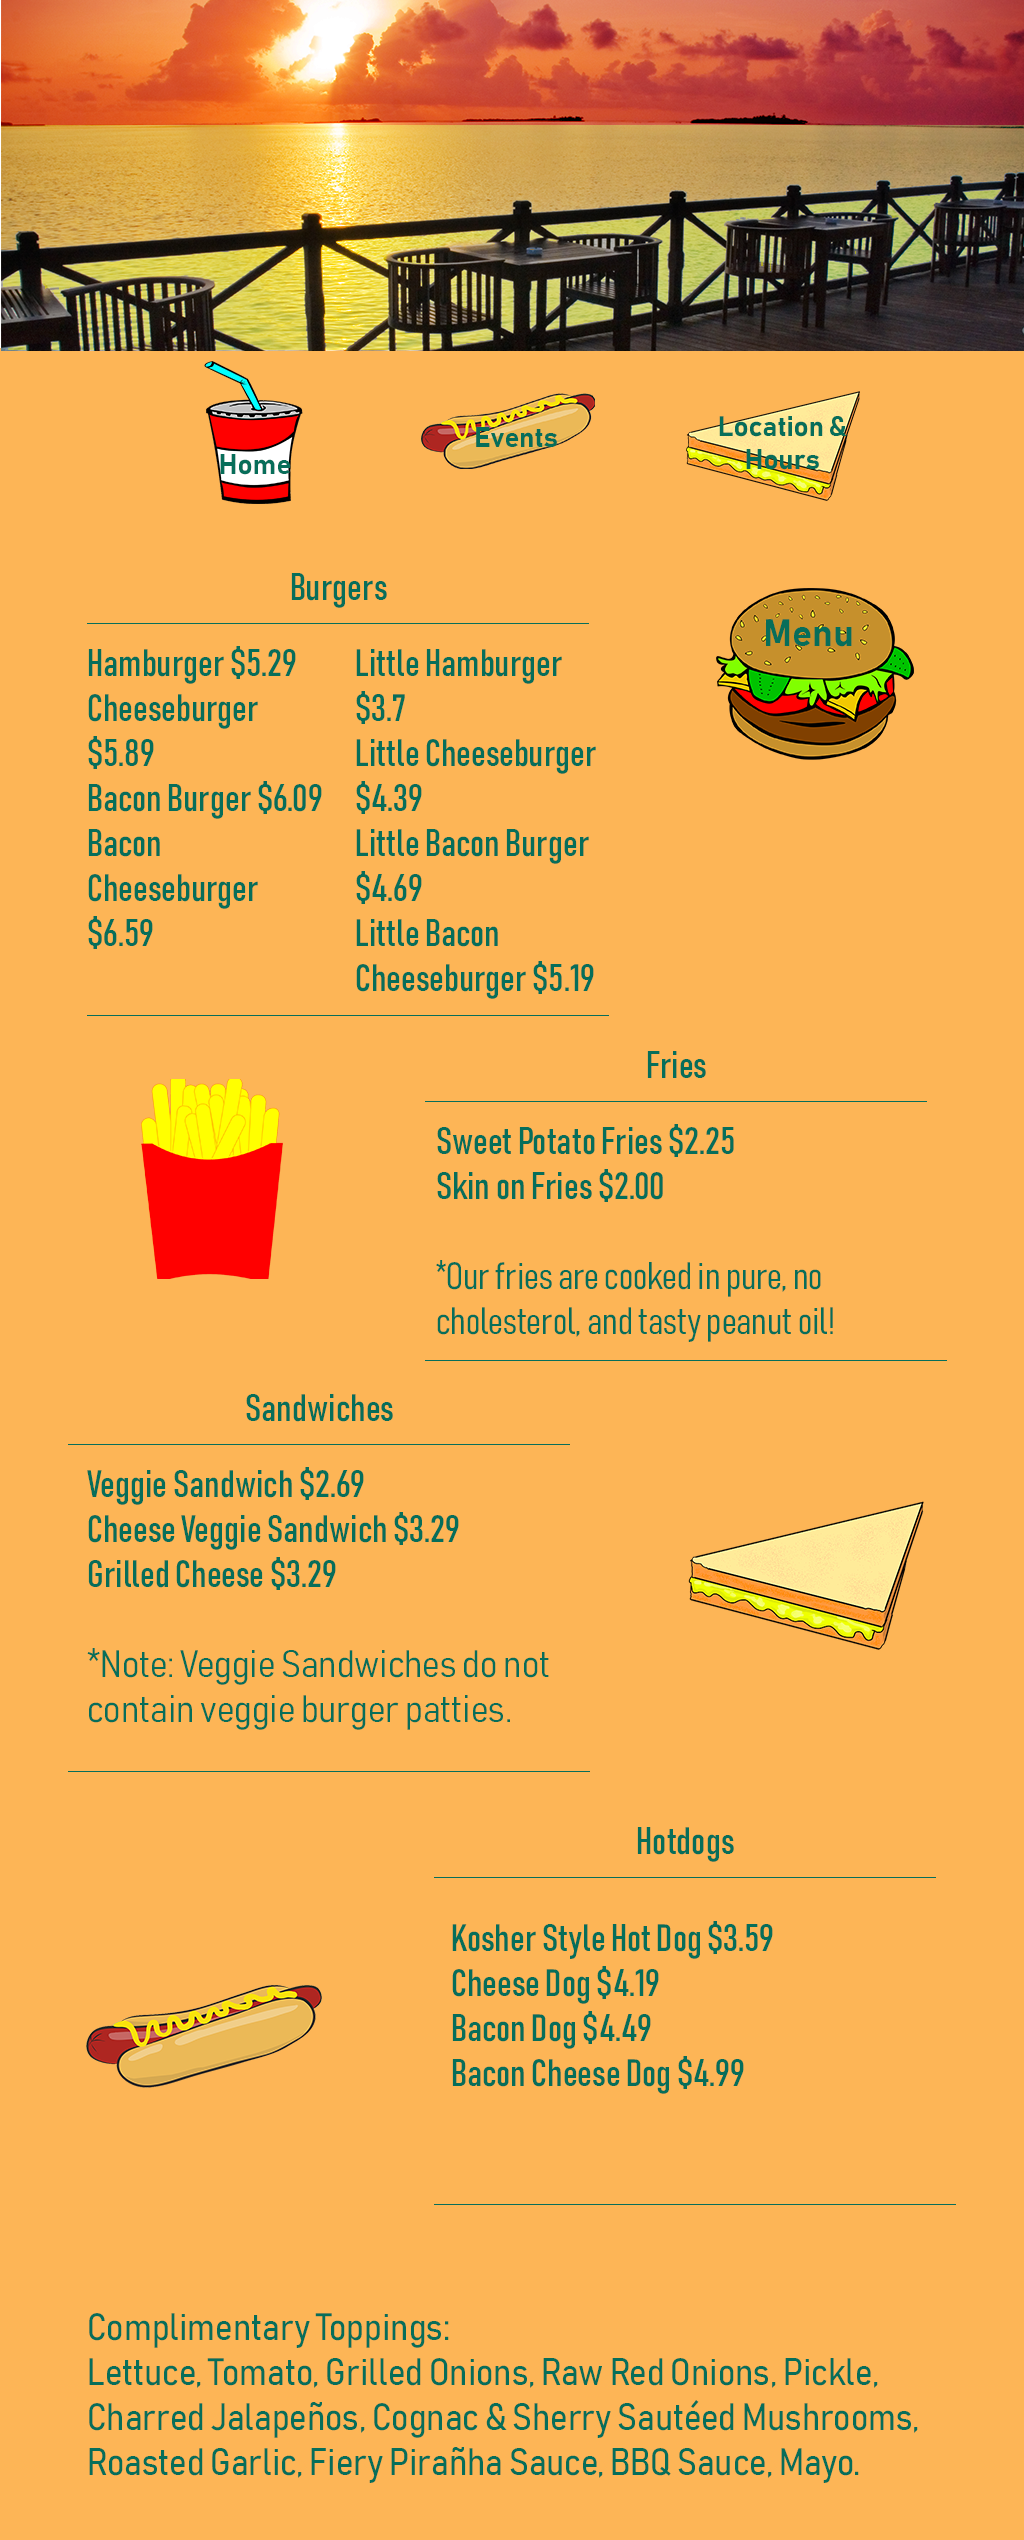 Home
Events
Location &
Hours
Menu
Burgers
Hamburger $5.29
Cheeseburger
$5.89
Bacon Burger $6.09
Bacon
Cheeseburger
$6.59
Little Hamburger
$3.7
Little Cheeseburger
$4.39
Little Bacon Burger
$4.69
Little Bacon
Cheeseburger $5.19
Fries
Sweet Potato Fries $2.25
Skin on Fries $2.00
*Our fries are cooked in pure, no
cholesterol, and tasty peanut oil!
Sandwiches
Veggie Sandwich $2.69
Cheese Veggie Sandwich $3.29
Grilled Cheese $3.29
*Note: Veggie Sandwiches do not
contain veggie burger patties.
Hotdogs
Kosher Style Hot Dog $3.59
Cheese Dog $4.19
Bacon Dog $4.49
Bacon Cheese Dog $4.99
Complimentary Toppings:
Lettuce, Tomato, Grilled Onions, Raw Red Onions, Pickle,
Charred Jalapeños, Cognac & Sherry Sautéed Mushrooms,
Roasted Garlic, Fiery Pirañha Sauce, BBQ Sauce, Mayo.